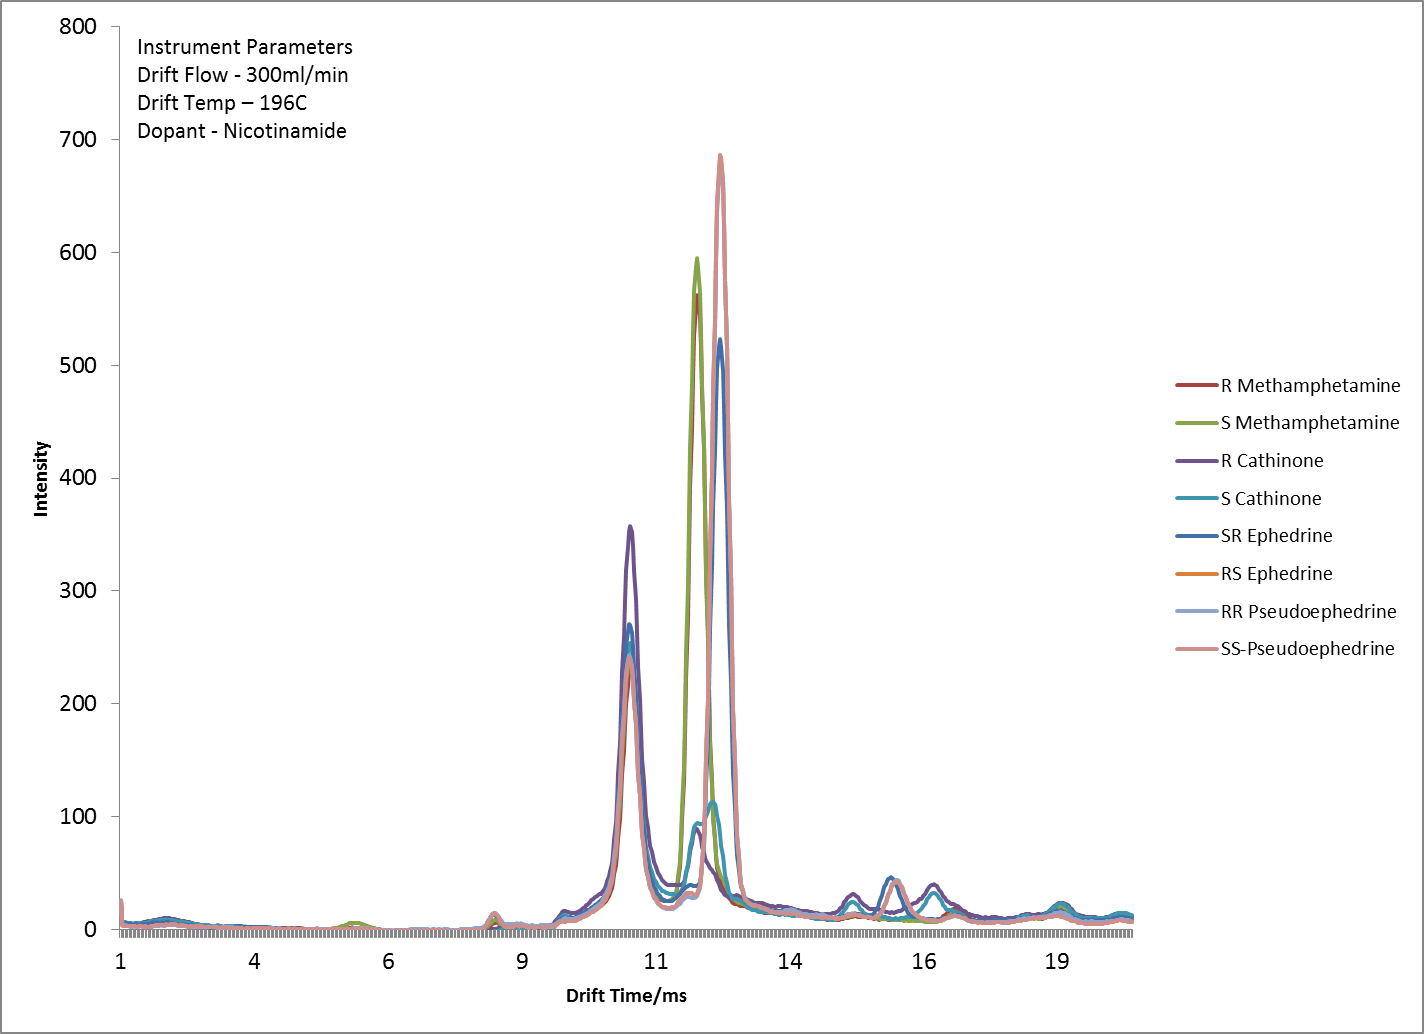 800
Instrument Parameters
Drift Flow - 300ml/min
Drift Temp – 196C
Dopant - Nicotinamide
700
600
500
400
300
200
100
0
Intensity
1 4 6 9 11 14 16 19
Drift Time/ms
R Methamphetamine
S Methamphetamine
R Cathinone
S Cathinone
SR Ephedrine
RS Ephedrine
RR Pseudoephedrine
SS-Pseudoephedrine